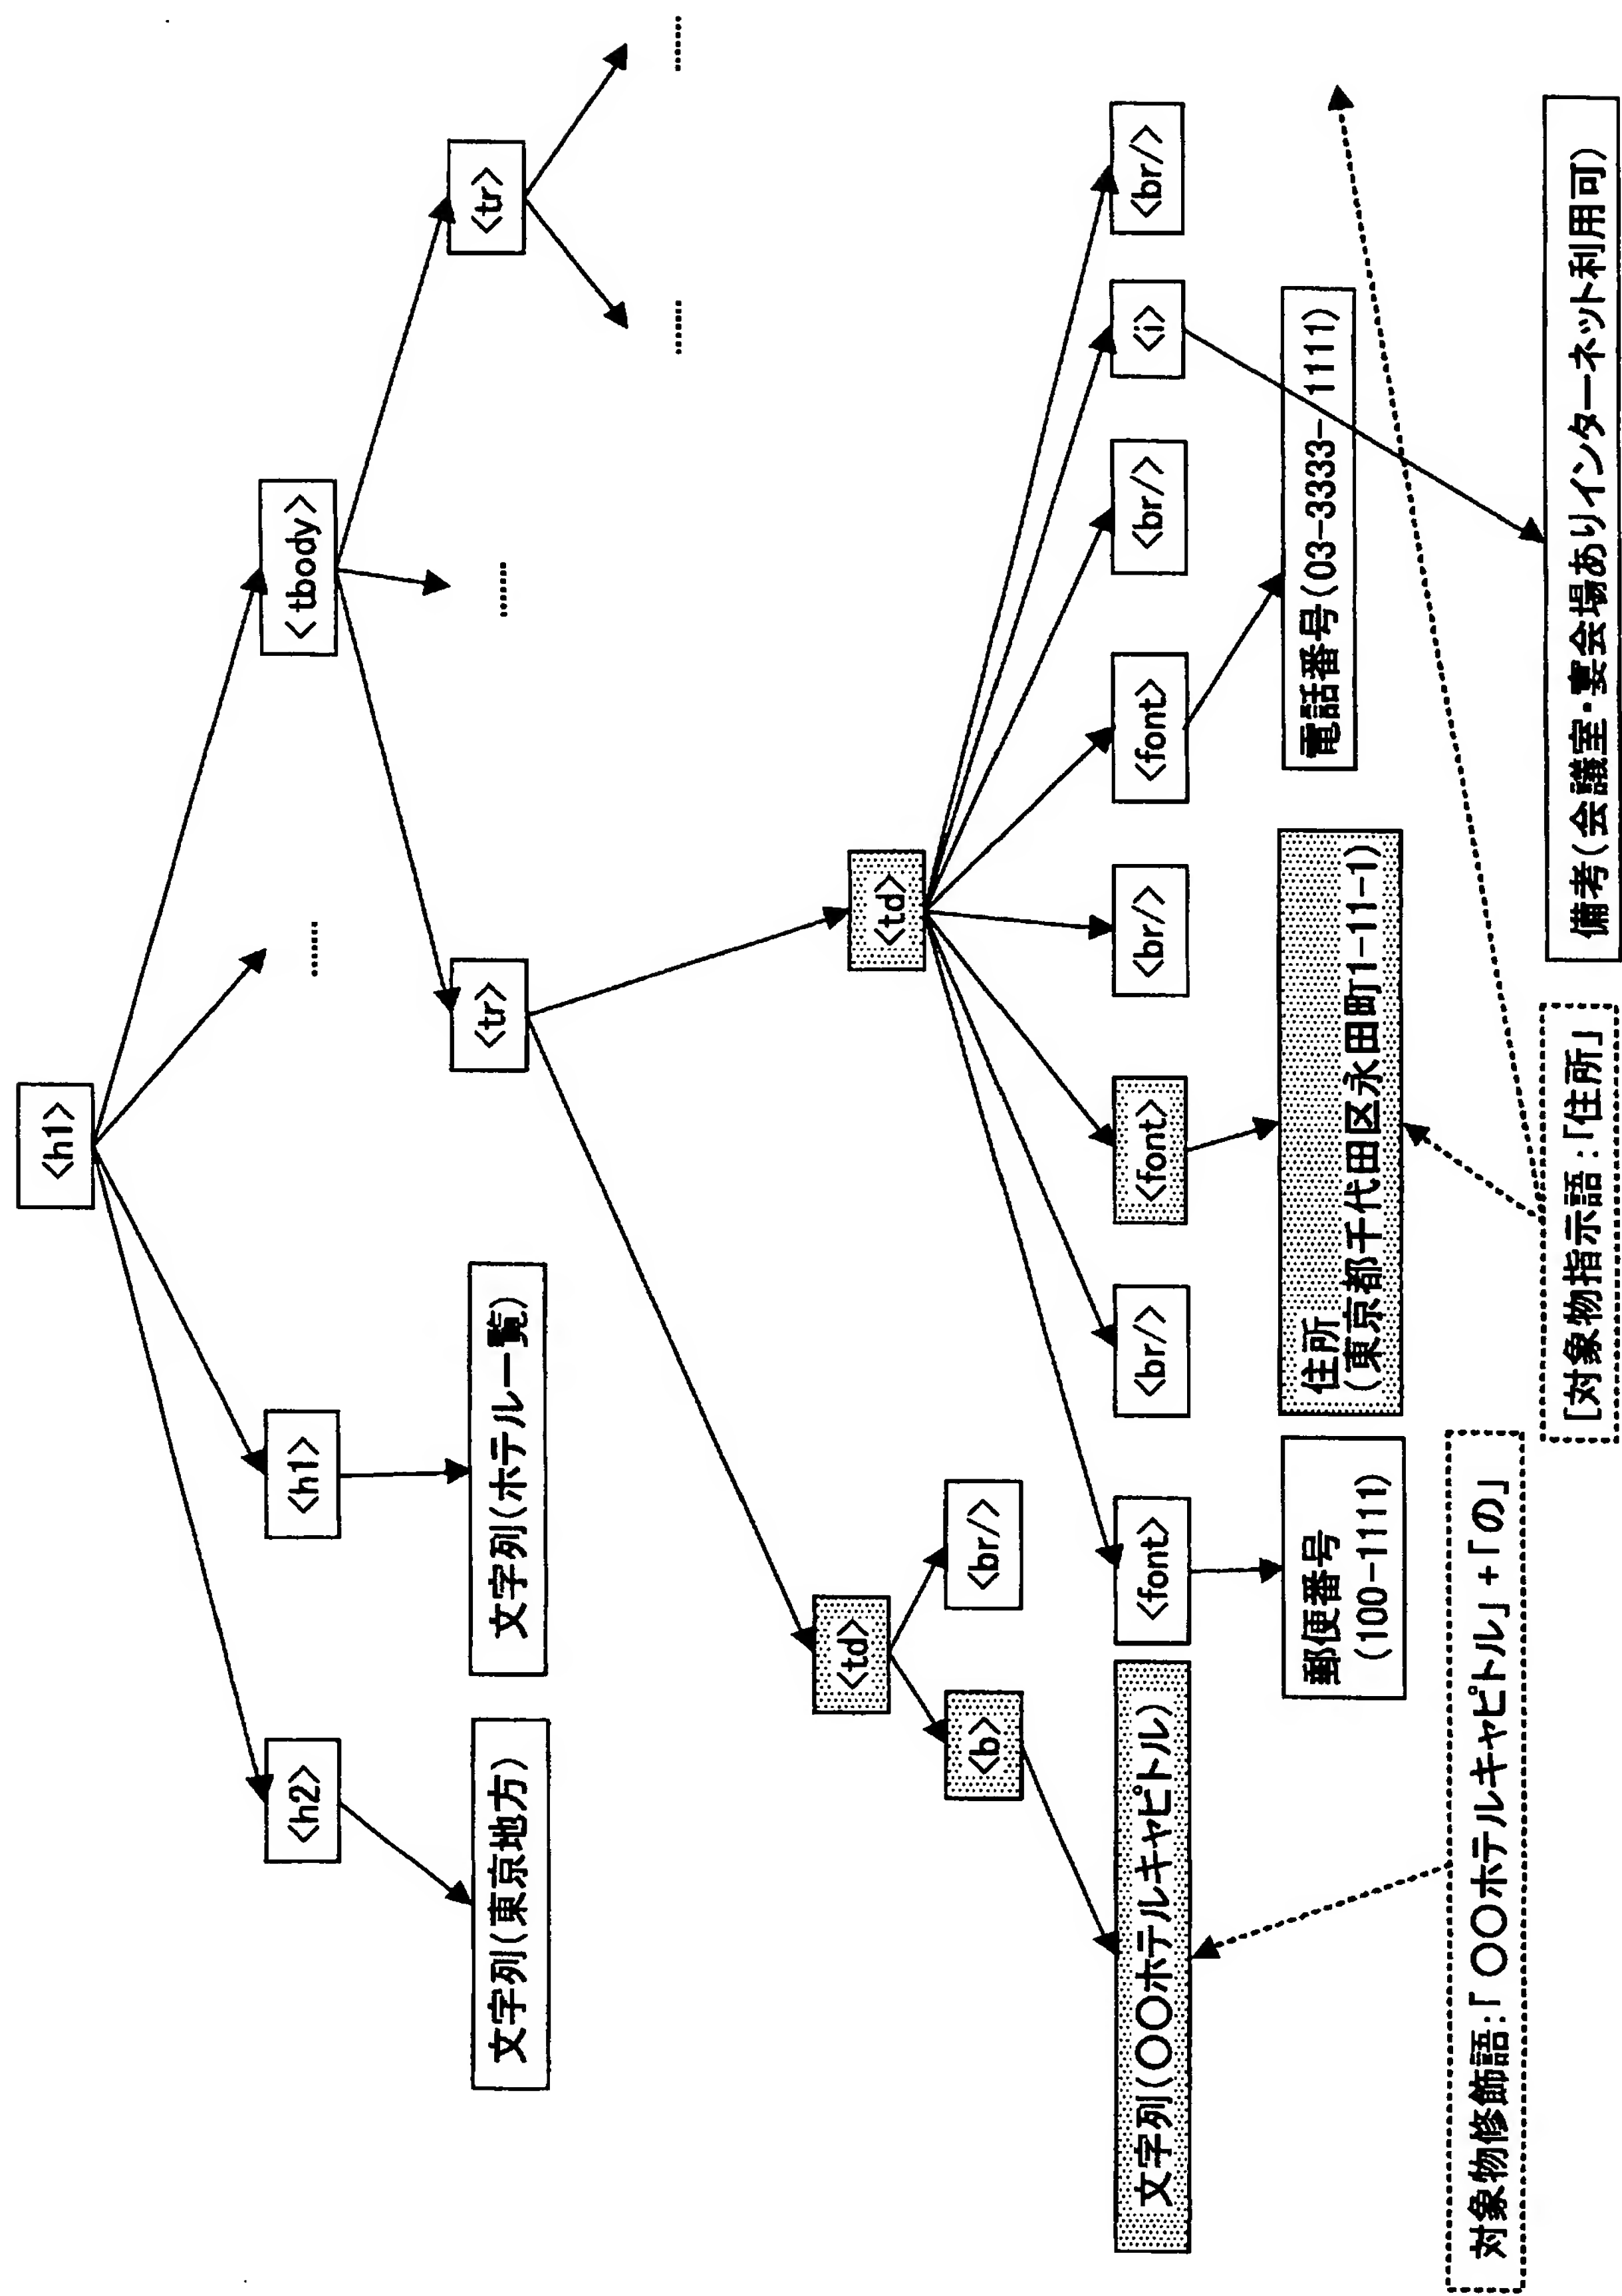 <h1>
<h2>
<h1>
……
<tbody>
文字列(東京地方)
文字列(ホテル一覧)
<tr>
……
<tr>
……
……
<td>
<td>
<b>
<br/>
文字列(〇〇ホテルキャピトル)
<font>
<br/>
<font>
<br/>
<font>
<br/>
<i>
<br/>
郵便番号
(100-1111)
住所
(東京都千代田区永田町1-11-1)
電話番号(03-3333-1111)
対象物修飾語:「〇〇ホテルキャピトル」+「の」
[対象物指示語:「住所」
備考(会議室・宴会場ありインターネット利用可)